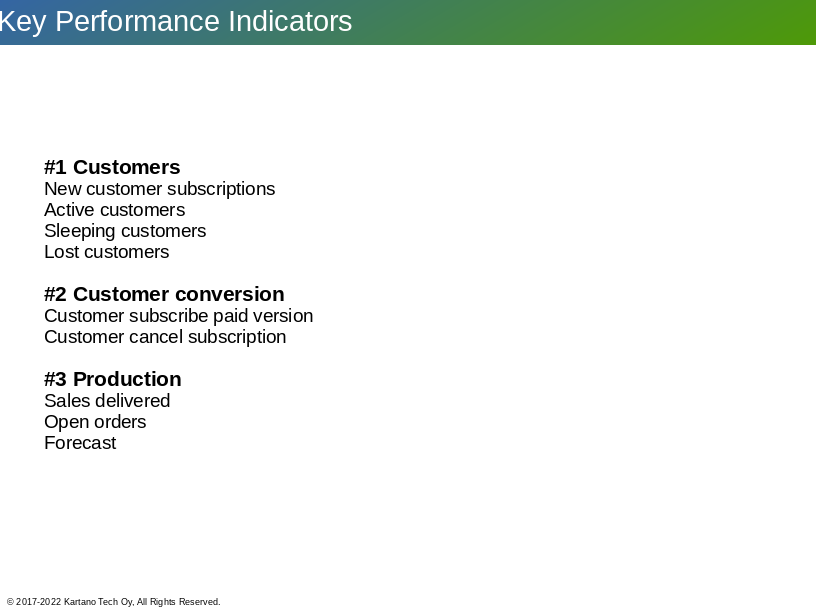 Key Performance Indicators
#1 Customers
New customer subscriptions
Active customers
Sleeping customers
Lost customers
#2 Customer conversion
Customer subscribe paid version
Customer cancel subscription
#3 Production
Sales delivered
Open orders
Forecast
© 2017-2022 Kartano Tech Oy, All Rights Reserved.